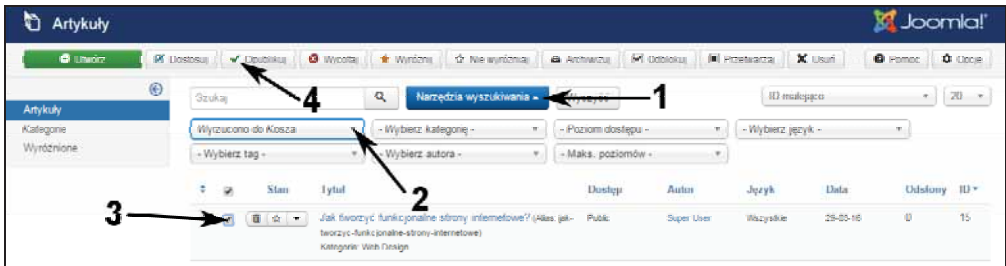 Artykuły
Joomla!
Utwórz Dostosuj Opublikuj Wycofaj Wyróżnij Nie wyróżniaj Archiwizuj Odblokuj Przetwarzaj Usuń Pomoc Opcje
Szukaj Narzędzia wyszukiwania Wyczyść ID malejąco 20
4 1
Artykuły
Kategorie
Wyróżnione
Wyrzucono do Kosza - Wybierz kategorię - - Poziom dostępu - - Wybierz język -
- Wybierz tag - - Wybierz autora - - Maks. poziomów -
2
Stan Tytuł Dostęp Autor Język Data Odsłony ID
3
Jak tworzyć funkcjonalne strony internetowe? (Alias: jak- Public Super User Wszystkie 29-03-16 0 15
tworzyc-funkcjonalne-strony-internetowe)
Kategoria: Web Design